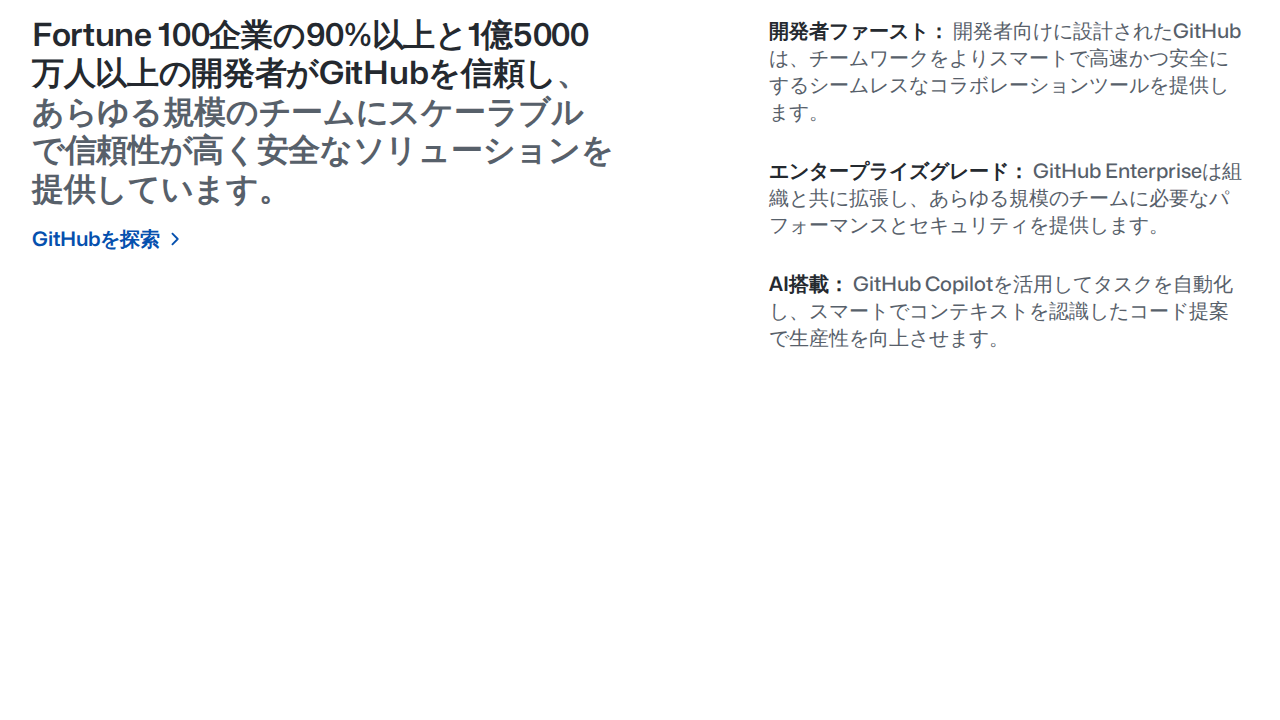 Fortune 100企業の90%以上と1億5000
万人以上の開発者がGitHubを信頼し、
あらゆる規模のチームにスケーラブル
で信頼性が高く安全なソリューションを
提供しています。
GitHubを探索
開発者ファースト： 開発者向けに設計されたGitHub
は、チームワークをよりスマートで高速かつ安全に
するシームレスなコラボレーションツールを提供し
ます。
エンタープライズグレード： GitHub Enterpriseは組
織と共に拡張し、あらゆる規模のチームに必要なパ
フォーマンスとセキュリティを提供します。
AI搭載： GitHub Copilotを活用してタスクを自動化
し、スマートでコンテキストを認識したコード提案
で生産性を向上させます。